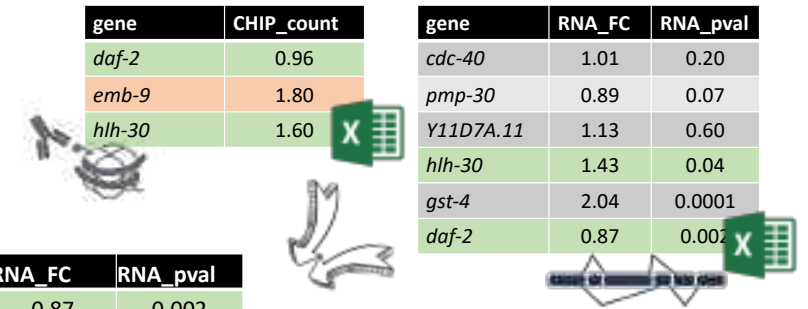 gene CHIP_count
daf-2 0.96
emb-9 1.80
hlh-30 1.60
X
gene RNA_FC RNA_pval
cdc-40 1.01 0.20
pmp-30 0.89 0.07
Y11D7A.11 1.13 0.60
hlh-30 1.43 0.04
gst-4 2.04 0.0001
daf-2 0.87 0.002
X
RNA_FC RNA_pval
0.87 0.002